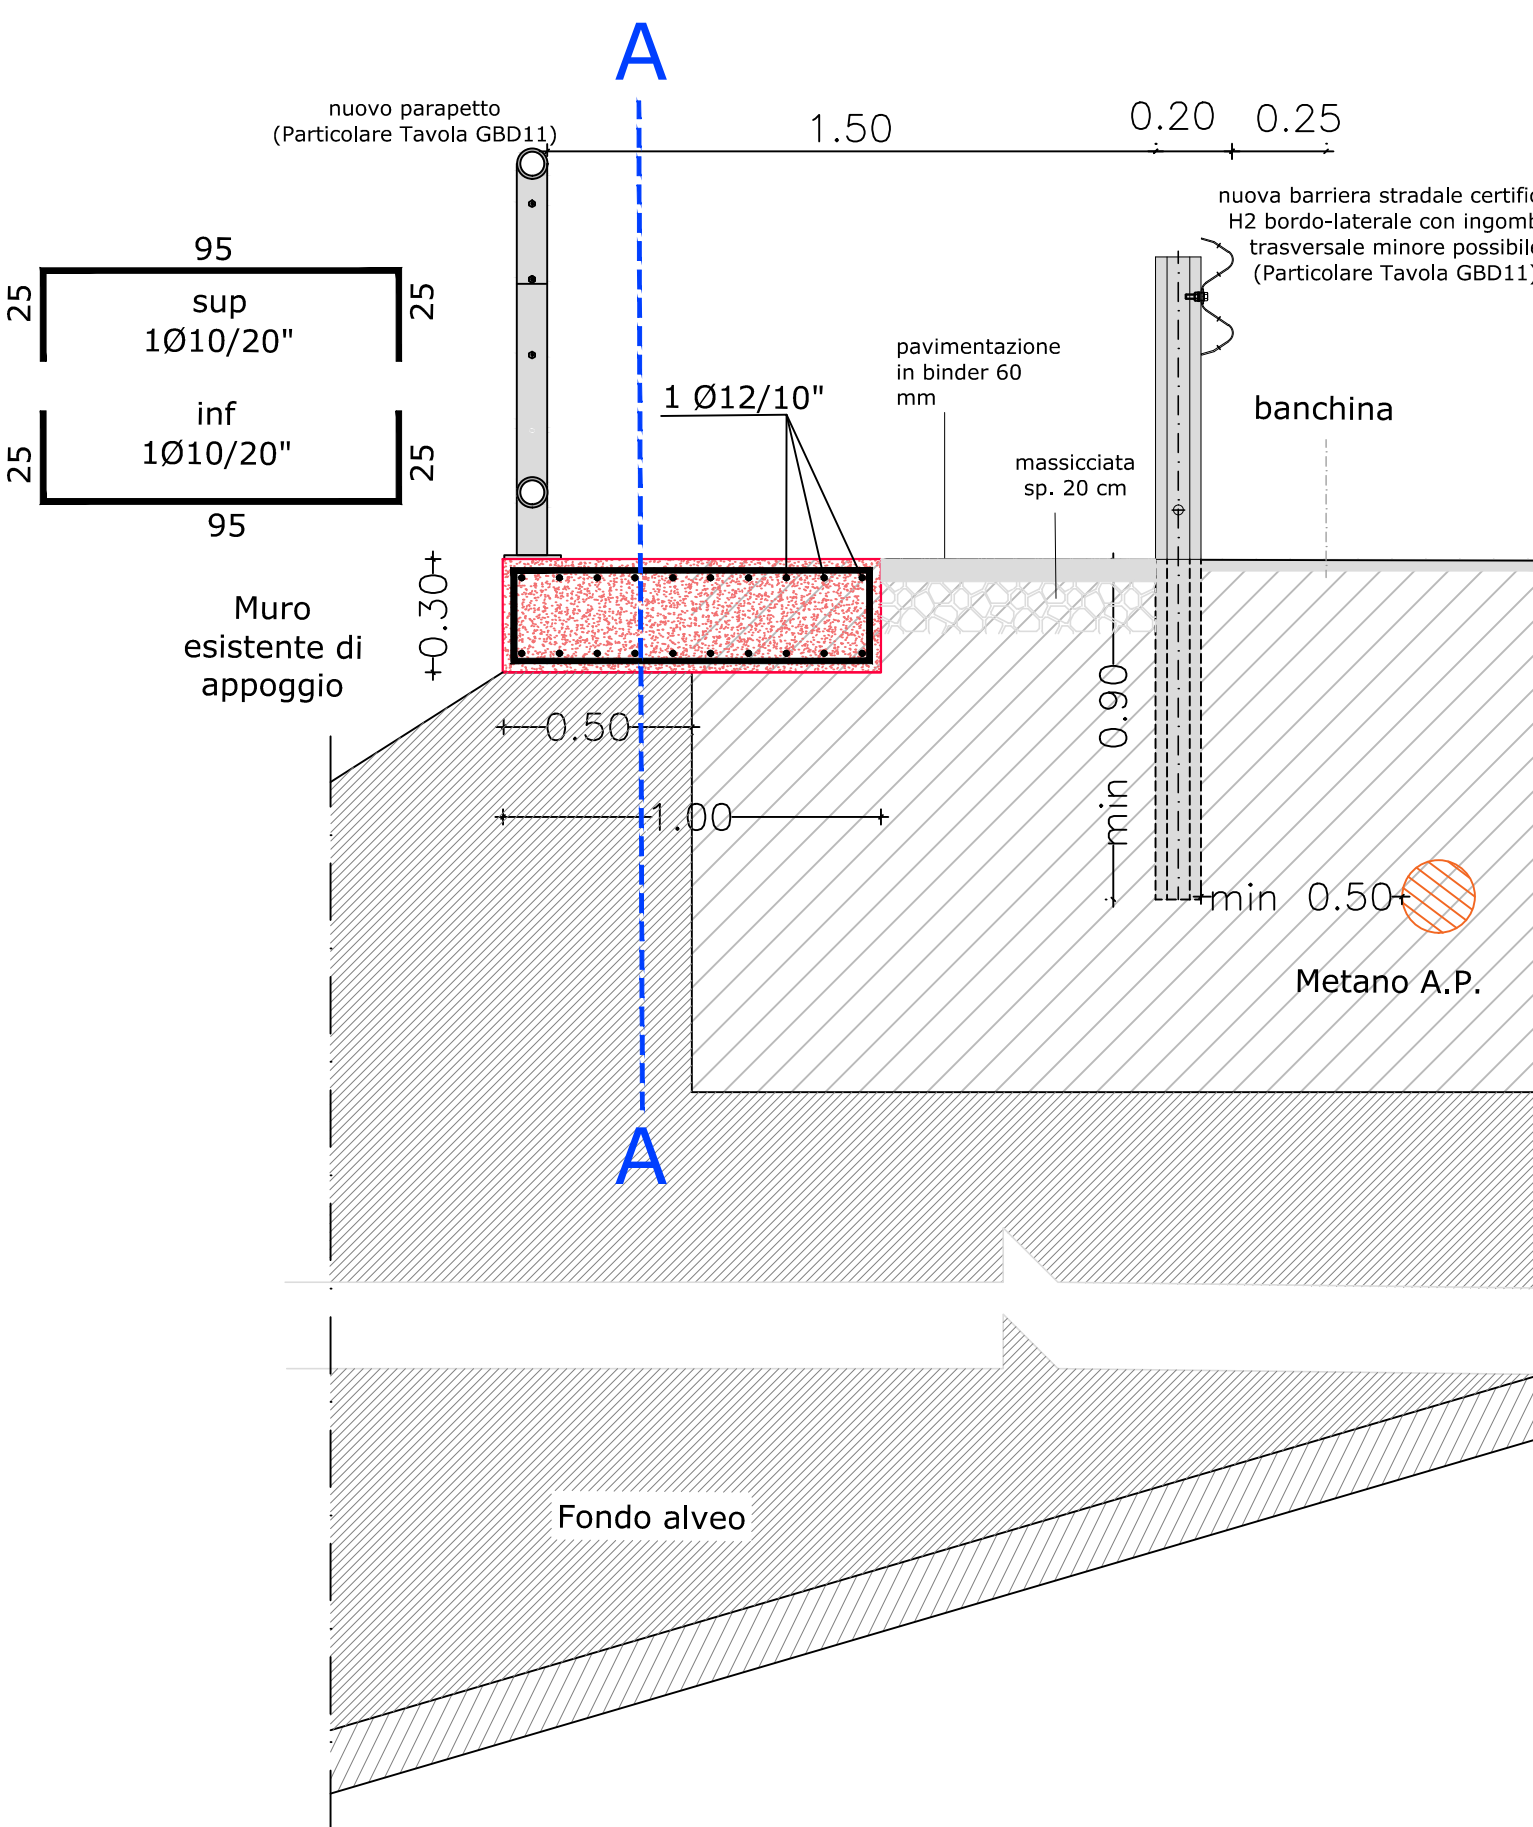 A
nuovo parapetto
(Particolare Tavola GBD11)
1.50
0.20
0.25
nuova barriera stradale certific
H2 bordo-laterale con ingomb
trasversale minore possibile
(Particolare Tavola GBD11)
95
25
sup
1Ø10/20"
25
inf
1Ø10/20"
25
25
95
1 Ø12/10"
pavimentazione
in binder 60
mm
massicciata
sp. 20 cm
banchina
0.30
Muro
esistente di
appoggio
0.50
1.00
min 0.90
min 0.50
Metano A.P.
A
Fondo alveo